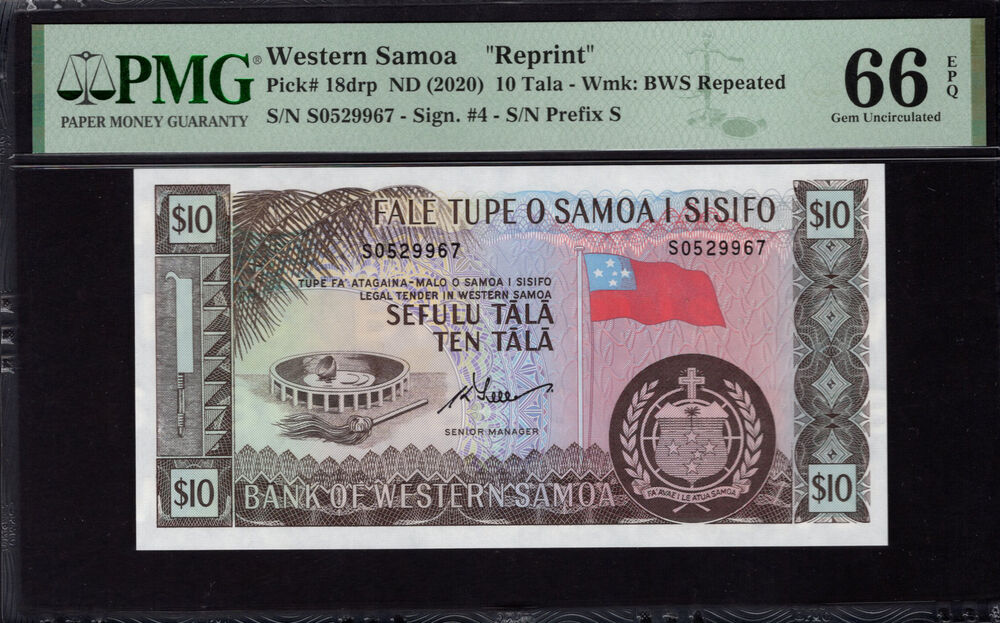 PMG®
PAPER MONEY GUARANTY
Western Samoa "Reprint"
Pick# 18drp ND (2020) 10 Tala - Wmk: BWS Repeated
S/N S0529967 - Sign. #4 - S/N Prefix S
66
EPQ
Gem Uncirculated
$10
FALE TUPE O SAMOA I SISIFO
$10
S0529967
S0529967
TUPE FA'ATAGAINA-MALO O SAMOA I SISIFO
LEGAL TENDER IN WESTERN SAMOA
SEFULU TĀLĀ
TEN TĀLĀ
SENIOR MANAGER
FA'AVAE I LE ATUA SAMOA
$10
BANK OF WESTERN SAMOA
$10